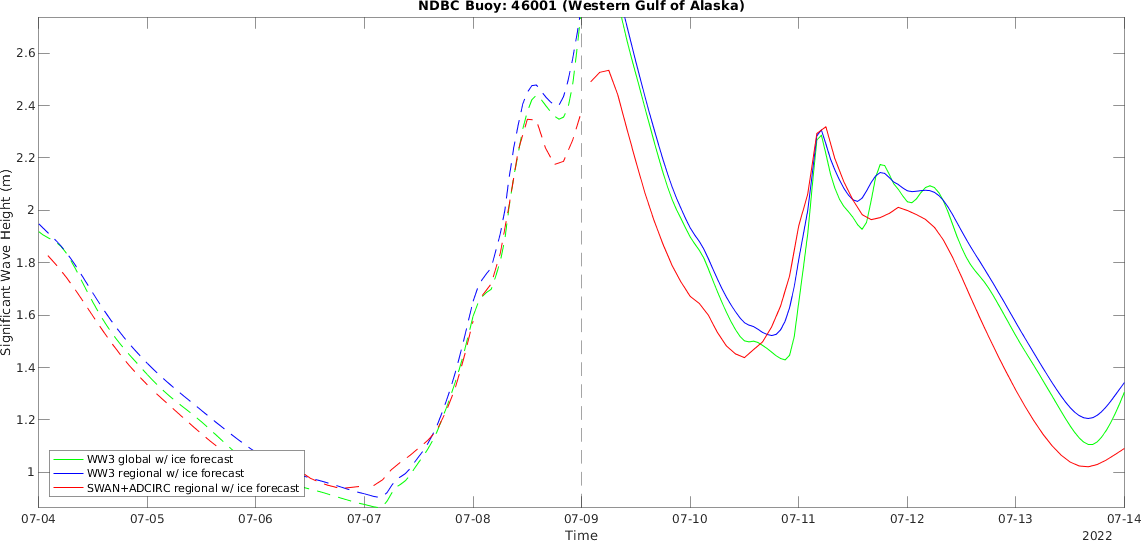 NDBC Buoy: 46001 (Western Gulf of Alaska)
2.6
2.4
2.2
2
1.8
1.6
1.4
1.2
1
Significant Wave Height (m)
WW3 global w/ ice forecast
WW3 regional w/ ice forecast
SWAN+ADCIRC regional w/ ice forecast
07-04 07-05 07-06 07-07 07-08 07-09 07-10 07-11 07-12 07-13 07-14
Time
2022